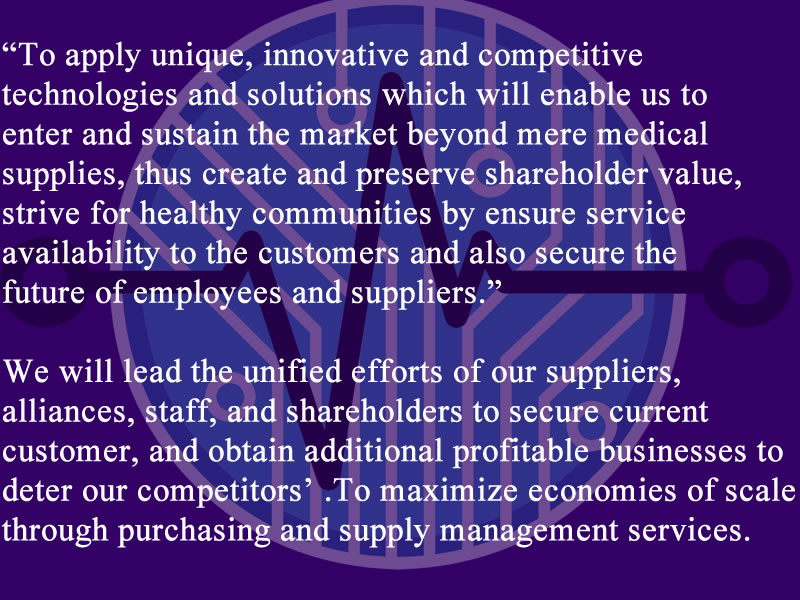 “To apply unique, innovative and competitive
technologies and solutions which will enable us to
enter and sustain the market beyond mere medical
supplies, thus create and preserve shareholder value,
strive for healthy communities by ensure service
availability to the customers and also secure the
future of employees and suppliers.”
We will lead the unified efforts of our suppliers,
alliances, staff, and shareholders to secure current
customer, and obtain additional profitable businesses to
deter our competitors’ .To maximize economies of scale
through purchasing and supply management services.